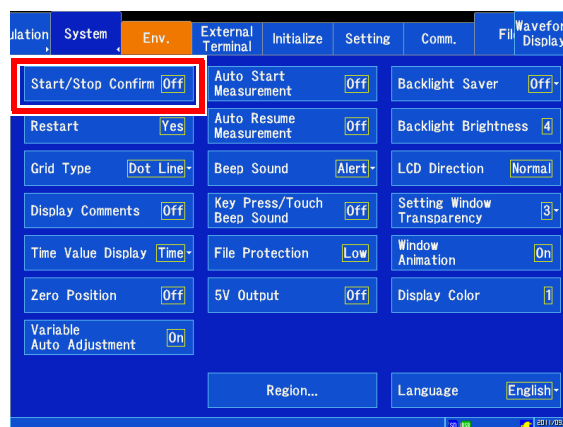 ulation
System
Env.
External
Terminal
Initialize
Setting
Comm.
Fil
Wavefor
Display
Start/Stop Confirm Off
Auto Start
Measurement Off
Backlight Saver Off
Restart Yes
Auto Resume
Measurement Off
Backlight Brightness 4
Grid Type Dot Line
Beep Sound Alert
LCD Direction Normal
Display Comments Off
Key Press/Touch
Beep Sound Off
Setting Window
Transparency 3
Time Value Display Time
File Protection Low
Window
Animation On
Zero Position Off
5V Output Off
Display Color 1
Variable
Auto Adjustment On
Region...
Language English
SD
2011/09